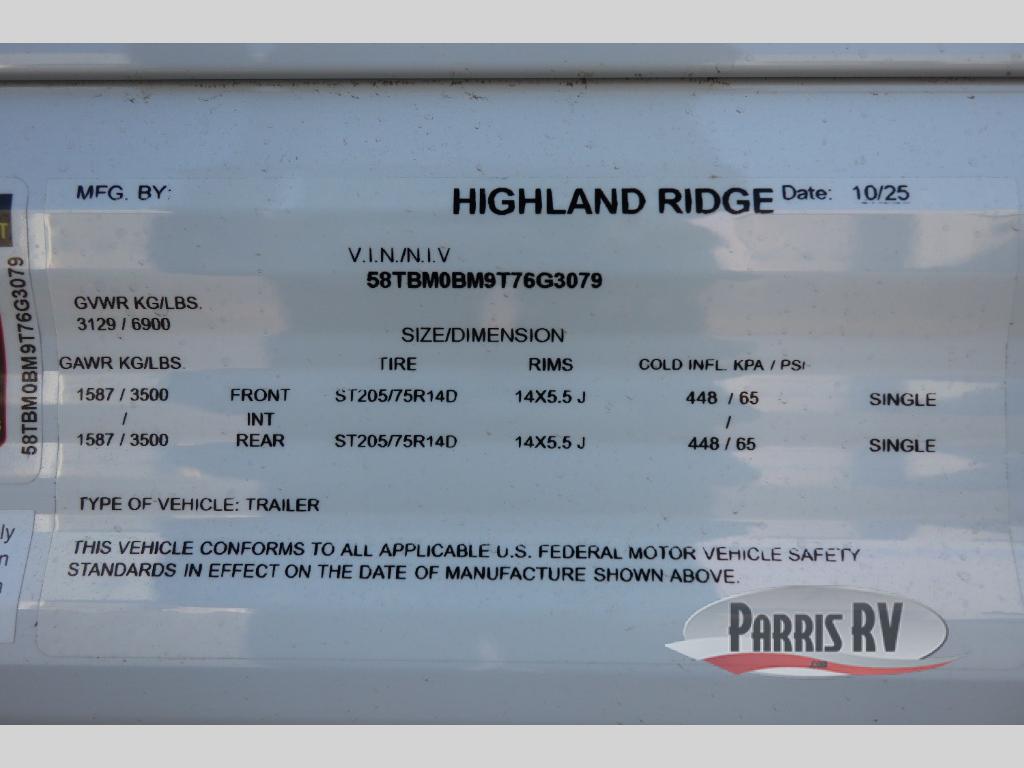 MFG. BY: HIGHLAND RIDGE Date: 10/25
V.I.N./N.I.V
58TBM0BM9T76G3079
GVWR KG/LBS.
3129 / 6900
SIZE/DIMENSION
GAWR KG/LBS. TIRE RIMS COLD INFL. KPA / PSI
1587 / 3500 FRONT ST205/75R14D 14X5.5 J 448 / 65 SINGLE
/ INT /
1587 / 3500 REAR ST205/75R14D 14X5.5 J 448 / 65 SINGLE
TYPE OF VEHICLE: TRAILER
THIS VEHICLE CONFORMS TO ALL APPLICABLE U.S. FEDERAL MOTOR VEHICLE SAFETY
STANDARDS IN EFFECT ON THE DATE OF MANUFACTURE SHOWN ABOVE.
58TBM0BM9T76G3079
PARRIS RV
.com